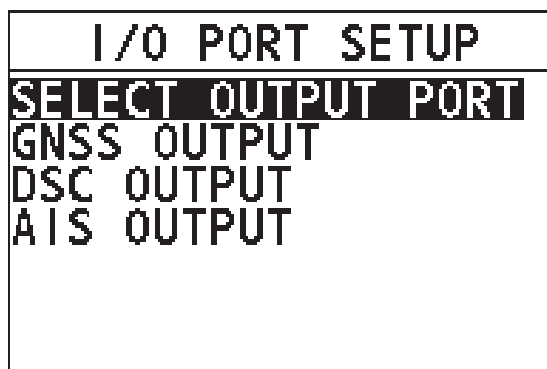 I/O PORT SETUP
SELECT OUTPUT PORT
GNSS OUTPUT
DSC OUTPUT
AIS OUTPUT